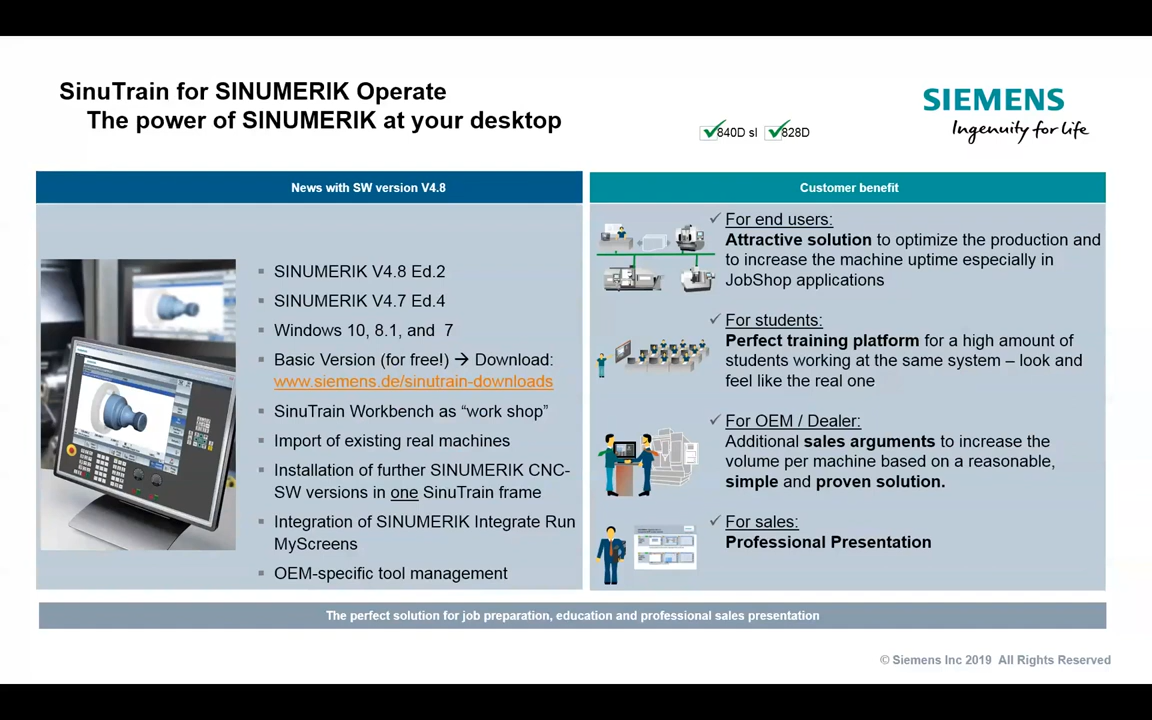 SinuTrain for SINUMERIK Operate
The power of SINUMERIK at your desktop
840D sl
828D
SIEMENS
Ingenuity for life
News with SW version V4.8
SINUMERIK V4.8 Ed.2
SINUMERIK V4.7 Ed.4
Windows 10, 8.1, and 7
Basic Version (for free!) → Download:
www.siemens.de/sinutrain-downloads
SinuTrain Workbench as “work shop”
Import of existing real machines
Installation of further SINUMERIK CNC-
SW versions in one SinuTrain frame
Integration of SINUMERIK Integrate Run
MyScreens
OEM-specific tool management
Customer benefit
For end users:
Attractive solution to optimize the production and
to increase the machine uptime especially in
JobShop applications
For students:
Perfect training platform for a high amount of
students working at the same system – look and
feel like the real one
For OEM / Dealer:
Additional sales arguments to increase the
volume per machine based on a reasonable,
simple and proven solution.
For sales:
Professional Presentation
The perfect solution for job preparation, education and professional sales presentation
© Siemens Inc 2019 All Rights Reserved